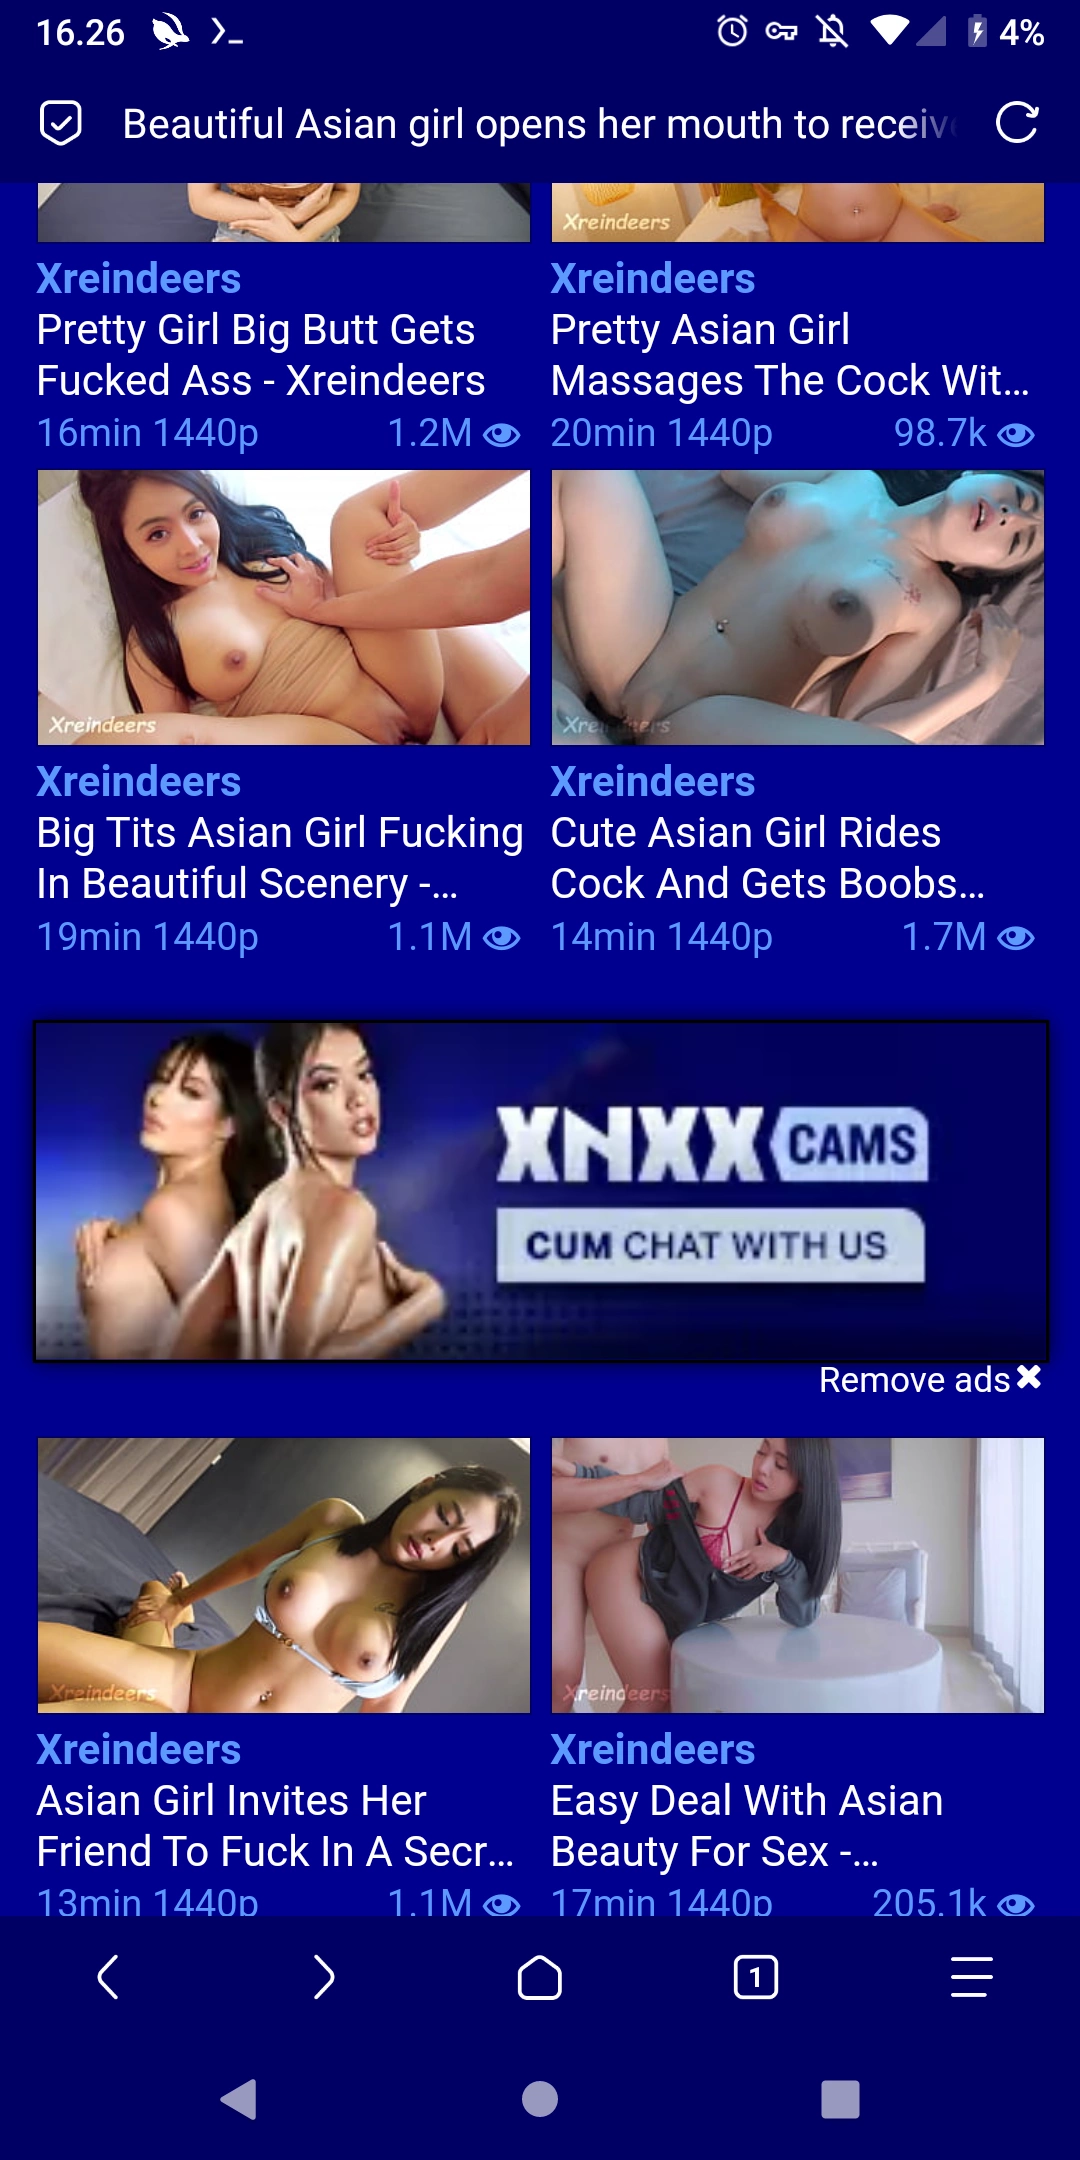 16.26
4%
Beautiful Asian girl opens her mouth to receive
Xreindeers
Xreindeers
Pretty Girl Big Butt Gets
Fucked Ass - Xreindeers
16min 1440p 1.2M
Xreindeers
Pretty Asian Girl
Massages The Cock Wit...
20min 1440p 98.7k
Xreindeers
Xreindeers
Big Tits Asian Girl Fucking
In Beautiful Scenery -...
19min 1440p 1.1M
Xreindeers
Xreindeers
Cute Asian Girl Rides
Cock And Gets Boobs...
14min 1440p 1.7M
XNXX CAMS
CUM CHAT WITH US
Remove ads
Xreindeers
Xreindeers
Asian Girl Invites Her
Friend To Fuck In A Secr...
13min 1440p 1.1M
Xreindeers
Xreindeers
Easy Deal With Asian
Beauty For Sex -...
17min 1440p 205.1k
1